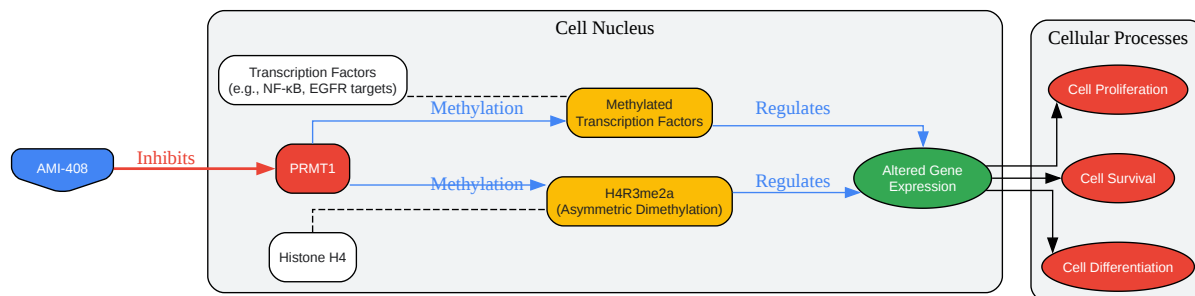 Cell Nucleus
Cellular Processes
Transcription Factors
(e.g., NF-κB, EGFR targets)
Methylation
Methylated
Transcription Factors
Regulates
Cell Proliferation
AMI-408
Inhibits
PRMT1
Methylation
H4R3me2a
(Asymmetric Dimethylation)
Regulates
Altered Gene
Expression
Cell Survival
Histone H4
Cell Differentiation